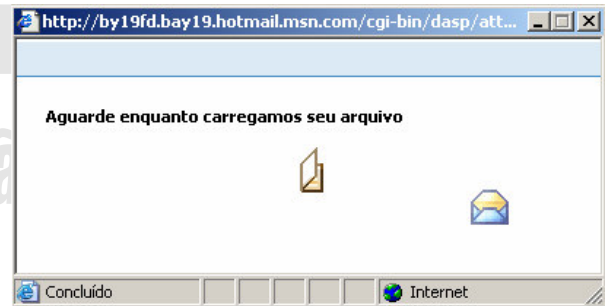 http://by19fd.bay19.hotmail.msn.com/cgi-bin/dasp/att...
Aguarde enquanto carregamos seu arquivo
Concluído
Internet